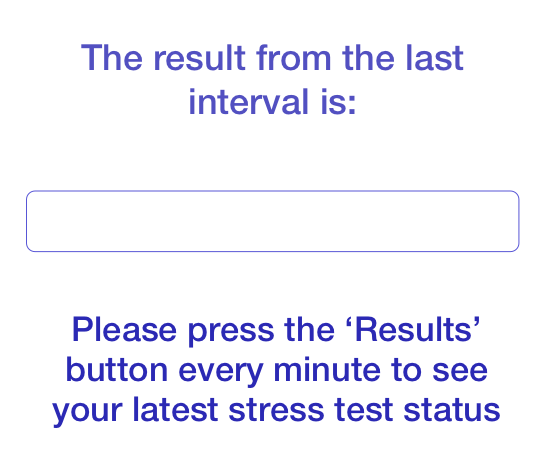 The result from the last
interval is:
Please press the ‘Results’
button every minute to see
your latest stress test status